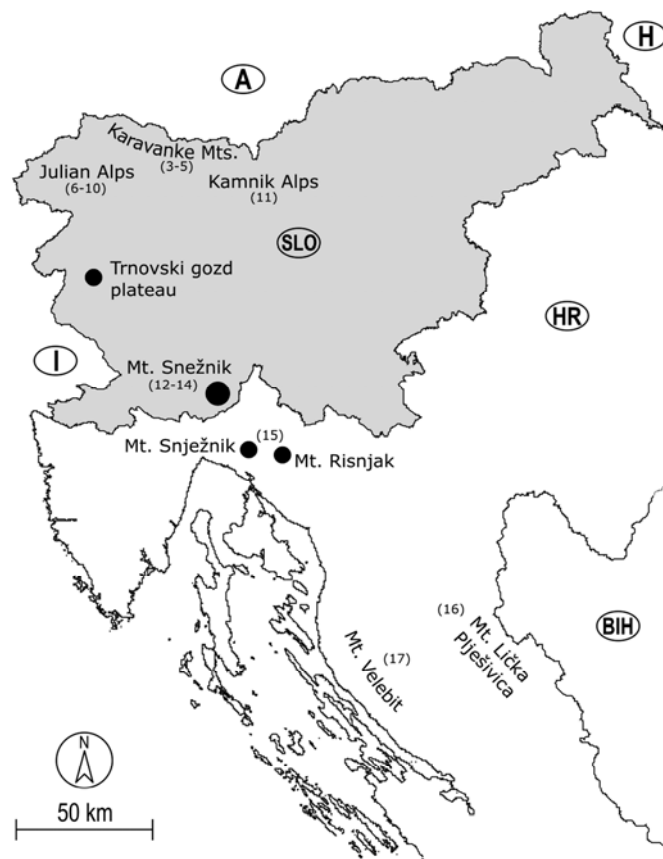 H
A
Karavanke Mts.
(3-5)
Julian Alps
(6-10)
Kamnik Alps
(11)
SLO
Trnovski gozd
plateau
HR
I
Mt. Snežnik
(12-14)
(15)
Mt. Snježnik
Mt. Risnjak
(16)
Mt. Lička
Plješivica
BIH
(17)
Mt. Velebit
N
50 km